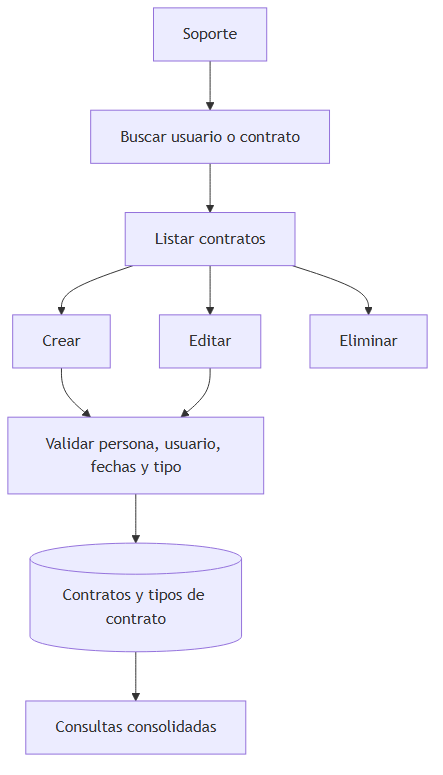 Soporte
Buscar usuario o contrato
Listar contratos
Crear
Editar
Eliminar
Validar persona, usuario,
fechas y tipo
Contratos y tipos de
contrato
Consultas consolidadas